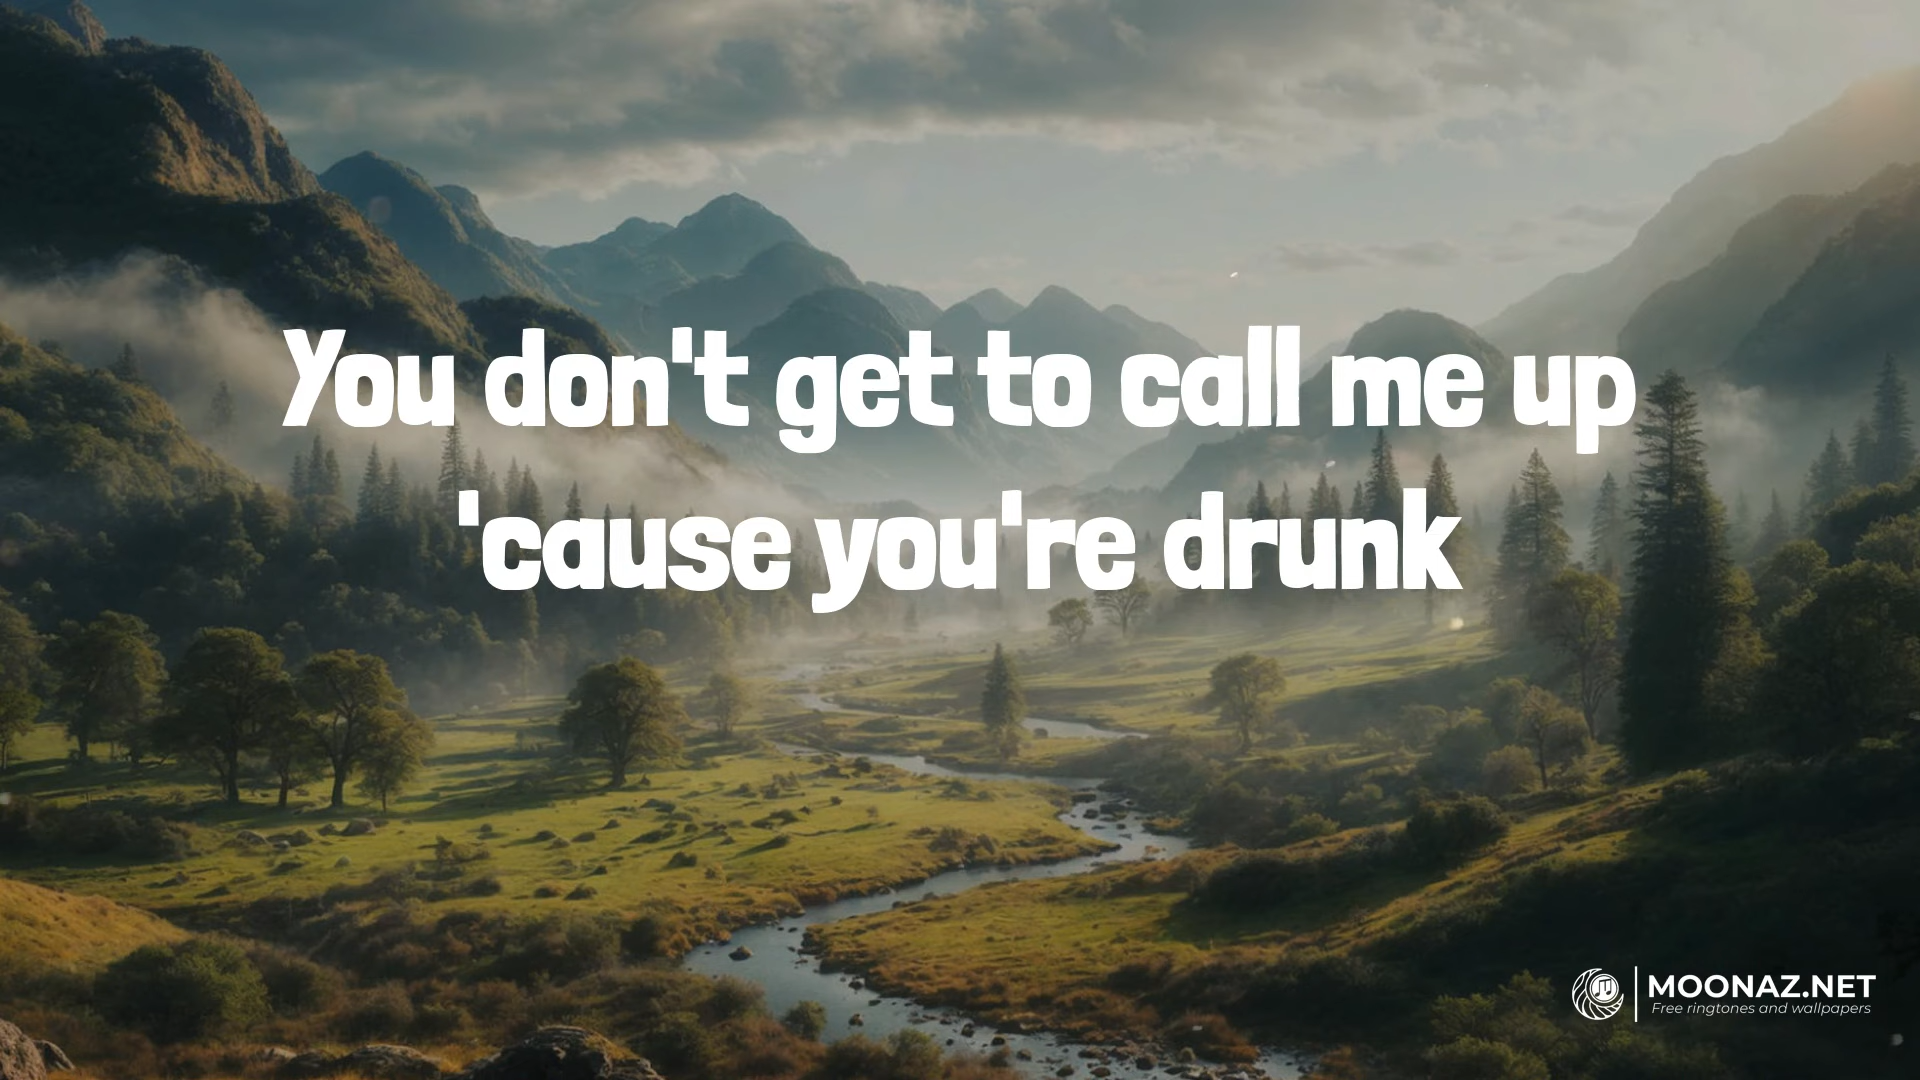 You don't get to call me up
'cause you're drunk
MOONAZ.NET
Free ringtones and wallpapers